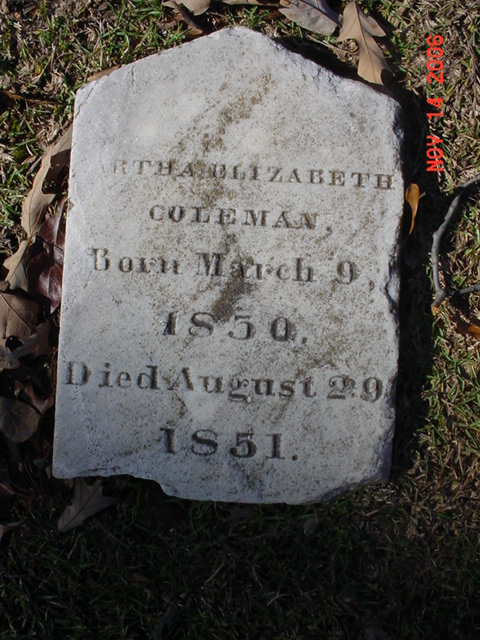 ARTHA ELIZABETH
COLEMAN,
Born March 9,
1850,
Died August 29
1851.
NOV 14 2006